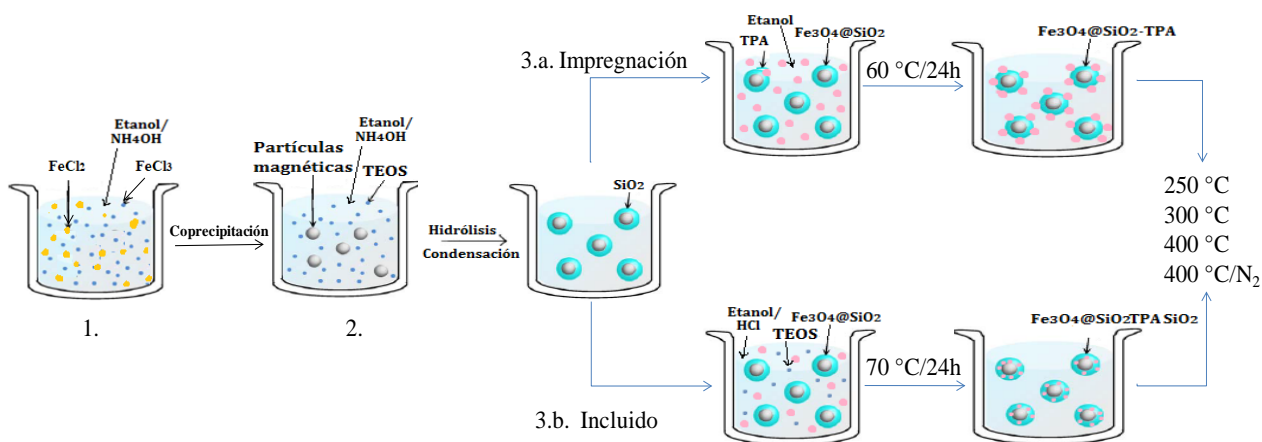 FeCl2
Etanol/
NH4OH
FeCl3
1.
Coprecipitación
Partículas
magnéticas
Etanol/
NH4OH
TEOS
2.
Hidrólisis
Condensación
SiO2
3.a. Impregnación
TPA
Etanol
Fe3O4@SiO2
60 °C/24h
Fe3O4@SiO2-TPA
3.b. Incluido
Etanol/
HCl
TEOS
Fe3O4@SiO2
70 °C/24h
Fe3O4@SiO2TPA SiO2
250 °C
300 °C
400 °C
400 °C/N2